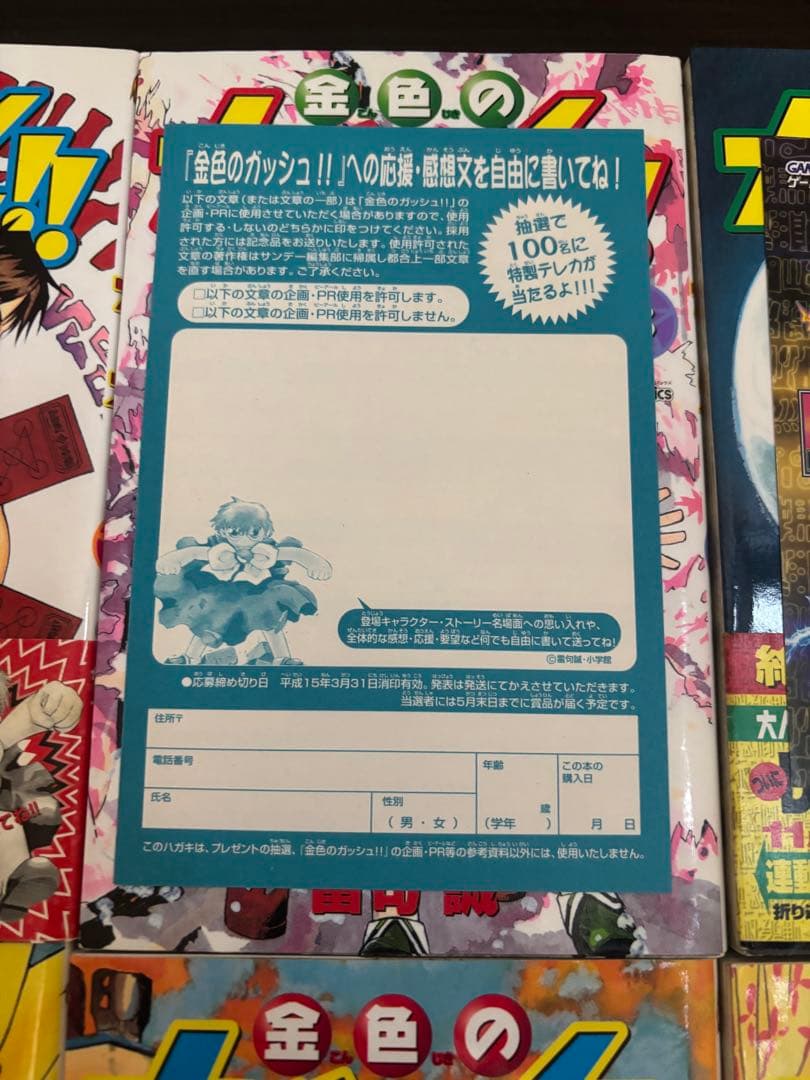 金色の
『金色のガッシュ!!』への応援・感想文を自由に書いてね!
以下の文章(または文章の一部)は「金色のガッシュ!!」の
企画・PRに使用させていただく場合がありますので、使用
許可する・しないのどちらかに印をつけてください。採用
された方には記念品をお送りいたします。使用許可された
文章の著作権はサンデー編集部に帰属し都合上一部文章
を直す場合があります。ご了承ください。
抽選で
100名に
特製テレカが
当たるよ!!!
□以下の文章の企画・PR使用を許可します。
□以下の文章の企画・PR使用を許可しません。
登場キャラクター・ストーリー名場面への思い入れや、
全体的な感想・応援・要望など何でも自由に書いて送ってね!
©雷句誠・小学館
●応募締め切り日 平成15年3月31日消印有効。発表は発送にてかえさせていただきます。
当選者には5月末日までに賞品が届く予定です。
住所〒
電話番号
年齢
歳
(学年 )
この本の
購入日
月 日
氏名
性別
(男・女)
このハガキは、プレゼントの抽選、『金色のガッシュ!!』の企画・PR等の参考資料以外には、使用いたしません。
雷句誠
金色の
こん じき